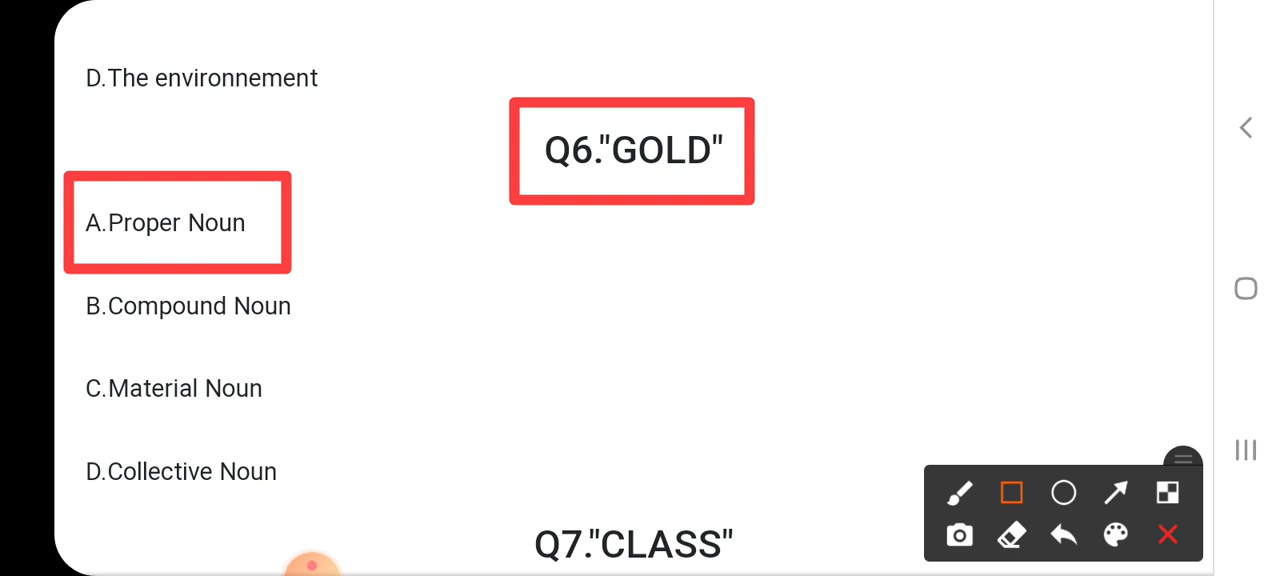 D.The environnement
Q6."GOLD"
A.Proper Noun
B.Compound Noun
C.Material Noun
D.Collective Noun
Q7."CLASS"